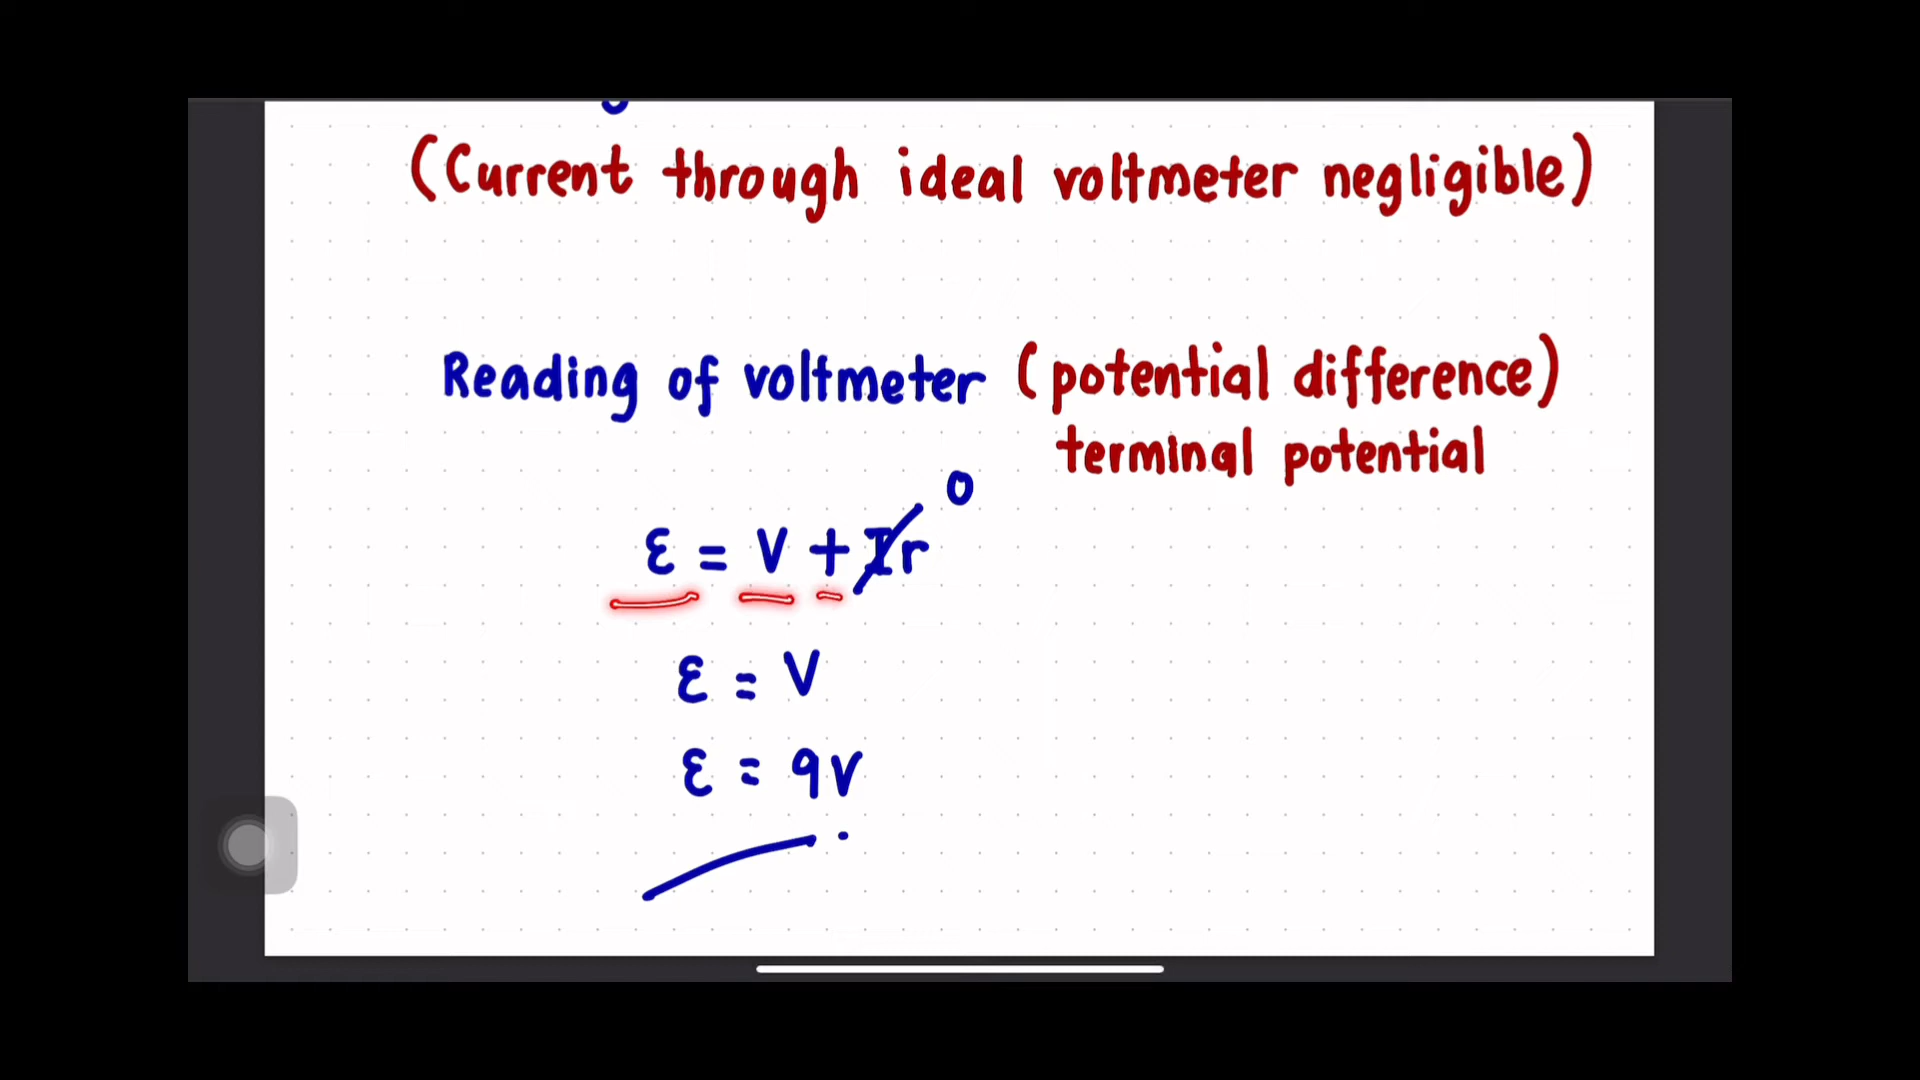 (Current through ideal voltmeter negligible)
Reading of voltmeter (potential difference)
terminal potential
0
Ɛ = V + Ir
Ɛ = V
Ɛ = 9V